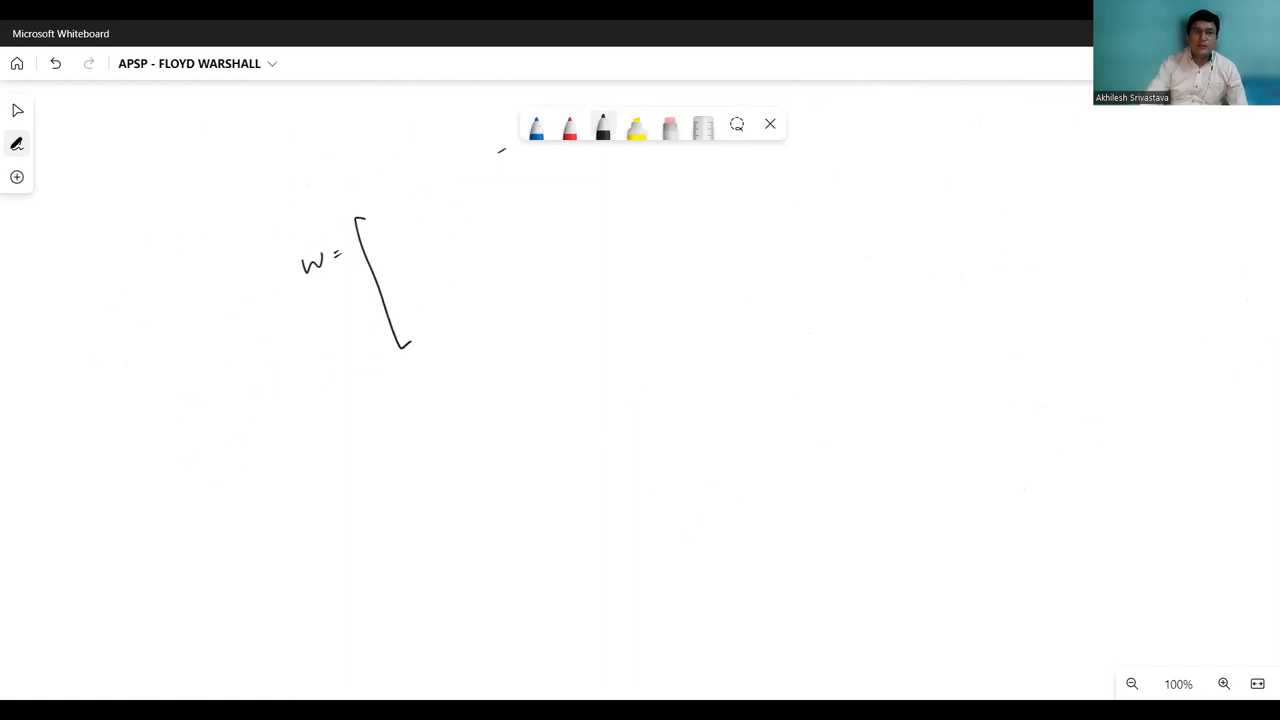 Microsoft Whiteboard
APSP - FLOYD WARSHALL
Akhilesh Srivastava
W =
100%